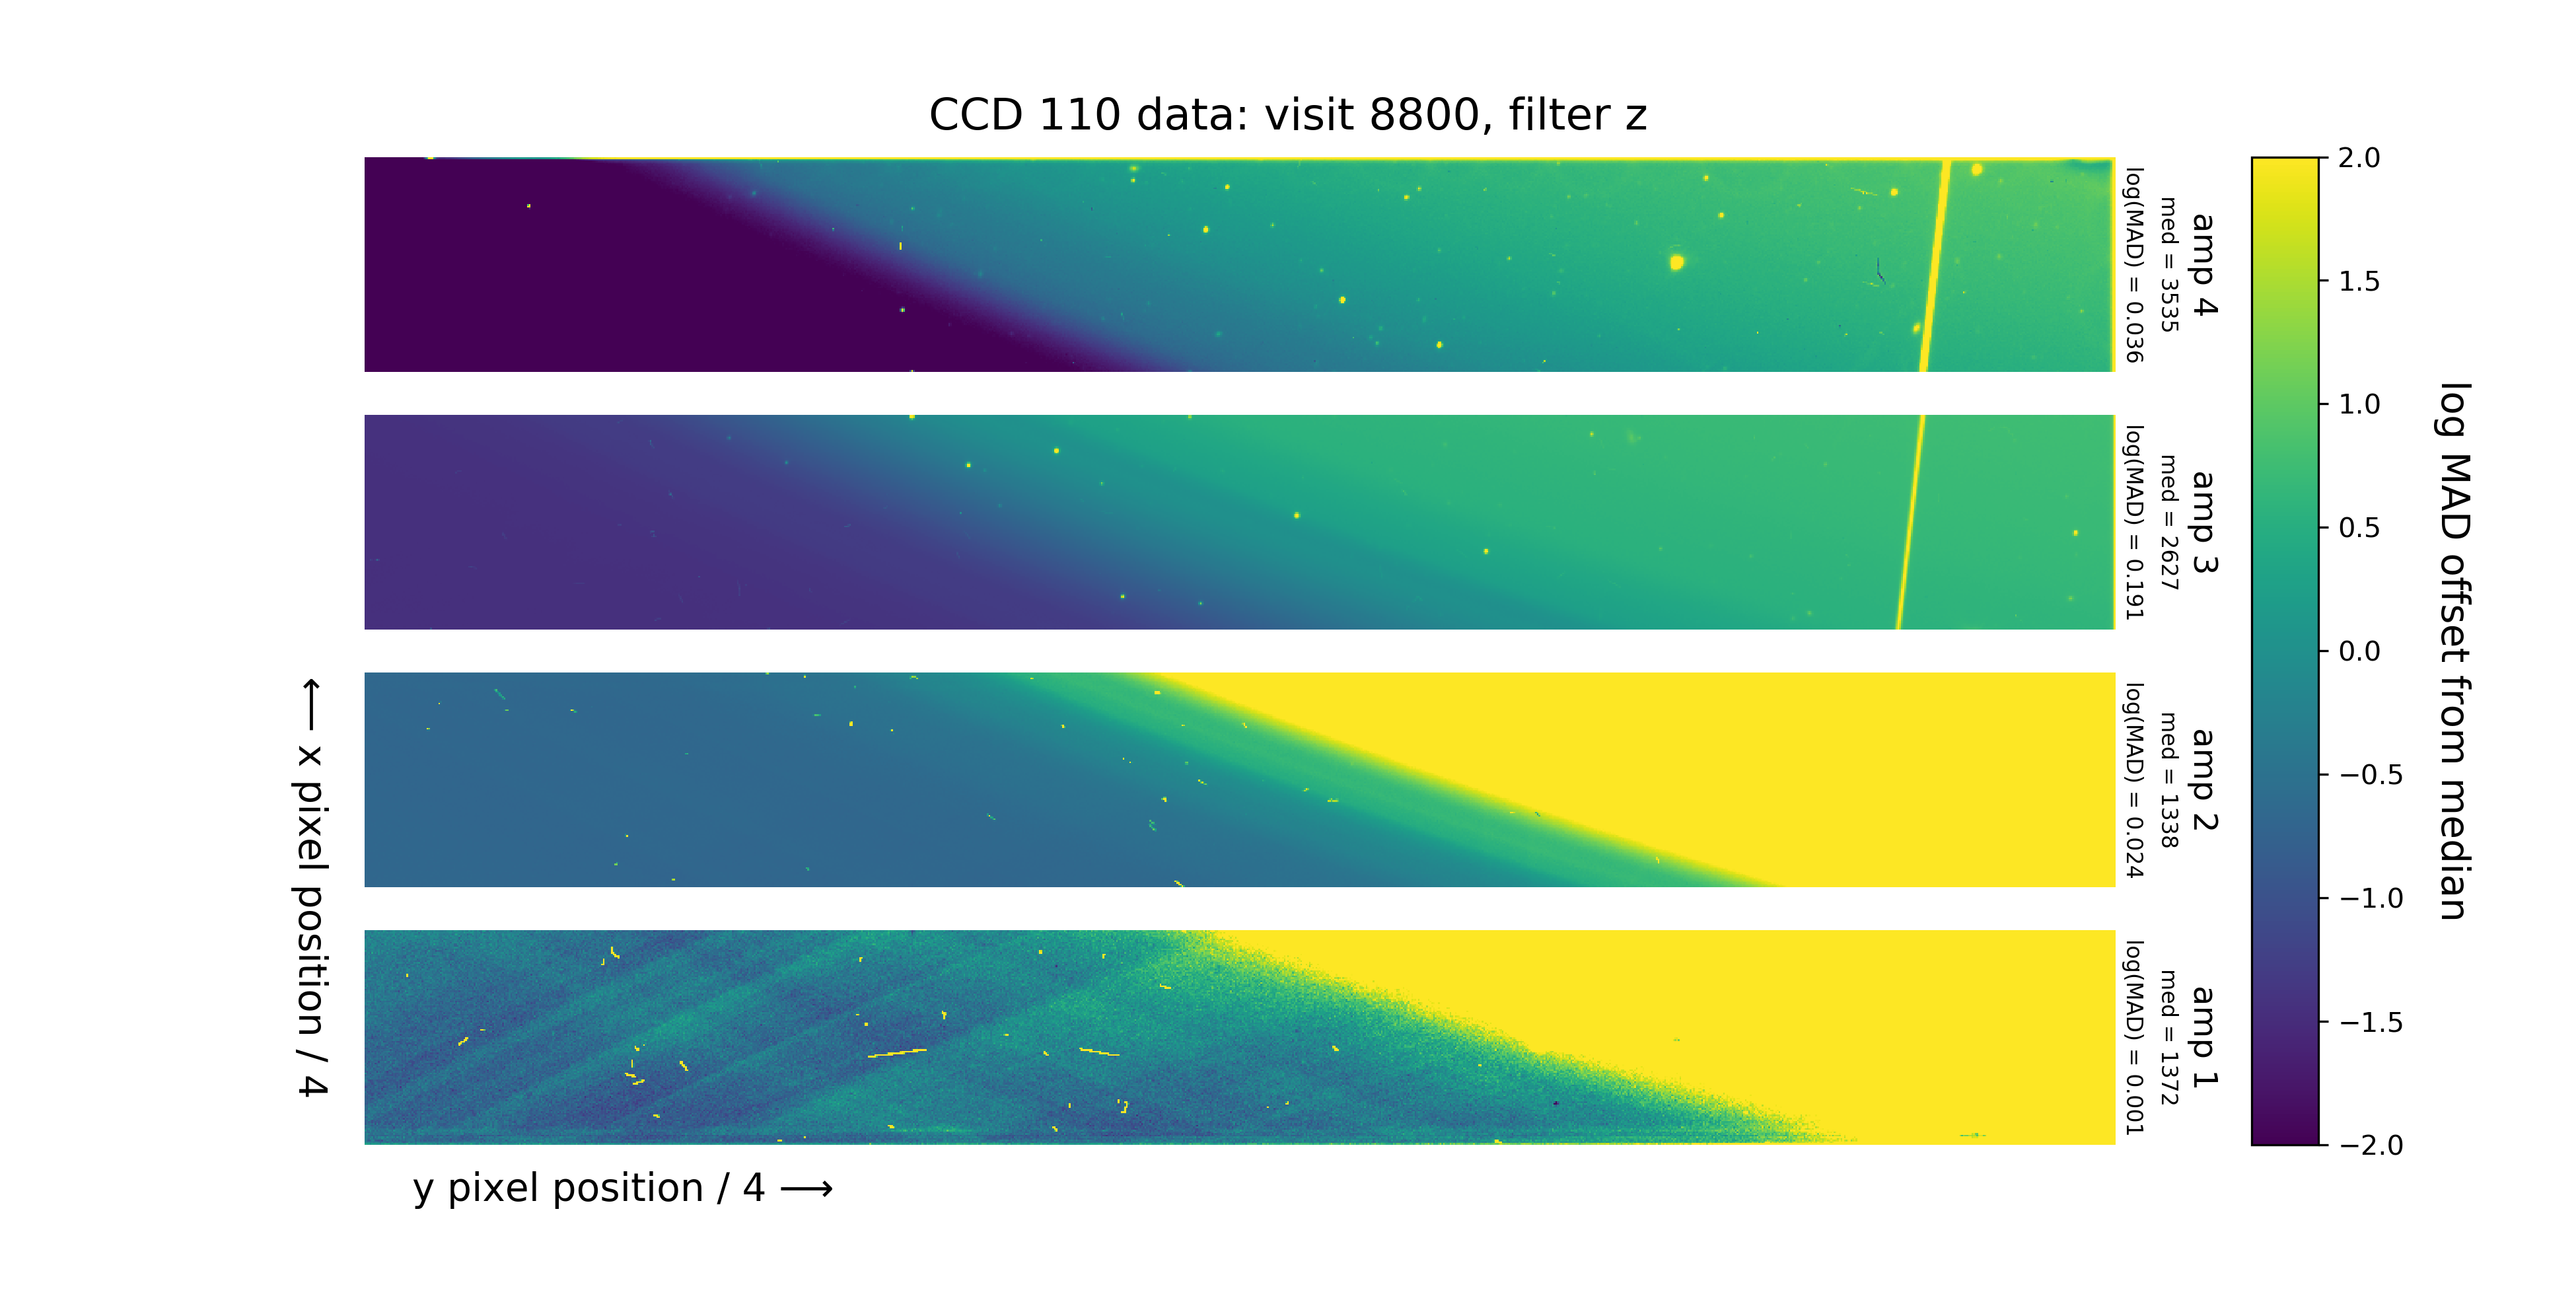 CCD 110 data: visit 8800, filter z
amp 4
med = 3535
log(MAD) = 0.036
amp 3
med = 2627
log(MAD) = 0.191
amp 2
med = 1338
log(MAD) = 0.024
amp 1
med = 1372
log(MAD) = 0.001
⟵ x pixel position / 4
y pixel position / 4 ⟶
2.0
1.5
1.0
0.5
0.0
−0.5
−1.0
−1.5
−2.0
log MAD offset from median